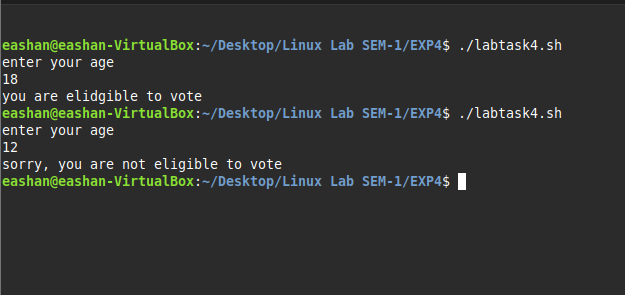 eashan@eashan-VirtualBox:~/Desktop/Linux Lab SEM-1/EXP4$ ./labtask4.sh
enter your age
18
you are elidgible to vote
eashan@eashan-VirtualBox:~/Desktop/Linux Lab SEM-1/EXP4$ ./labtask4.sh
enter your age
12
sorry, you are not eligible to vote
eashan@eashan-VirtualBox:~/Desktop/Linux Lab SEM-1/EXP4$